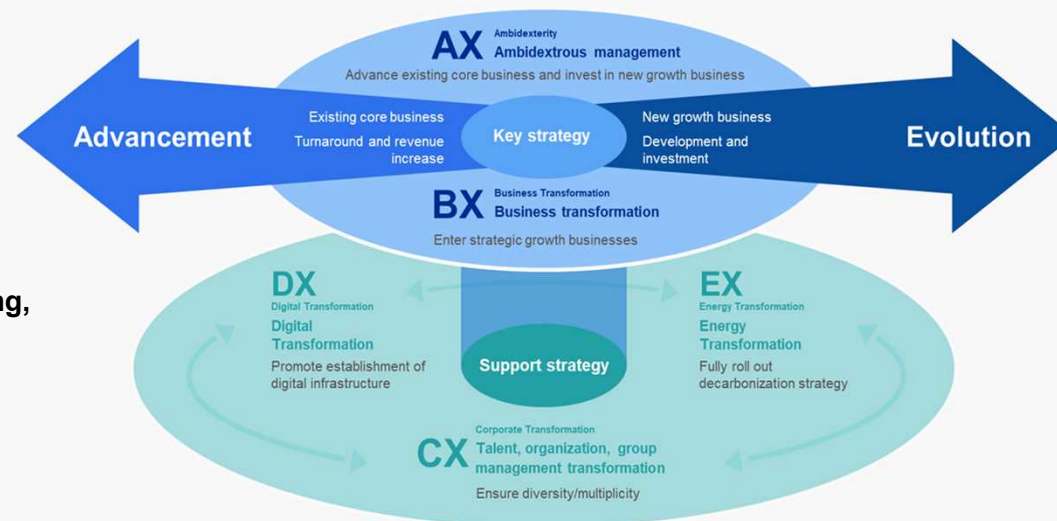 AX
Ambidexterity
Ambidextrous management
Advance existing core business and invest in new growth business
Advancement
Existing core business
Turnaround and revenue
increase
Key strategy
New growth business
Development and
investment
Evolution
BX
Business Transformation
Business transformation
Enter strategic growth businesses
ng,
DX
Digital Transformation
Digital
Transformation
Promote establishment of
digital infrastructure
Support strategy
EX
Energy Transformation
Energy
Transformation
Fully roll out
decarbonization strategy
CX
Corporate Transformation
Talent, organization, group
management transformation
Ensure diversity/multiplicity